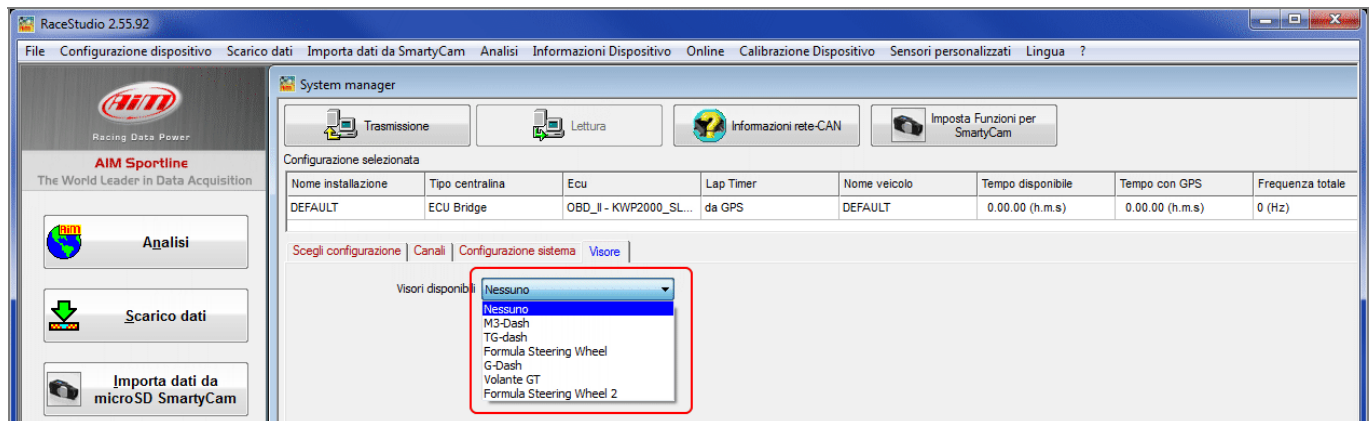 RaceStudio 2.55.92
File Configurazione dispositivo Scarico dati Importa dati da SmartyCam Analisi Informazioni Dispositivo Online Calibrazione Dispositivo Sensori personalizzati Lingua ?
AiM
Racing Data Power
AIM Sportline
The World Leader in Data Acquisition
Analisi
Scarico dati
Importa dati da
microSD SmartyCam
System manager
Trasmissione
Lettura
Informazioni rete-CAN
Imposta Funzioni per
SmartyCam
Configurazione selezionata
Nome installazione Tipo centralina Ecu Lap Timer Nome veicolo Tempo disponibile Tempo con GPS Frequenza totale
DEFAULT ECU Bridge OBD_II - KWP2000_SL... da GPS DEFAULT 0.00.00 (h.m.s) 0.00.00 (h.m.s) 0 (Hz)
Scegli configurazione Canali Configurazione sistema Visore
Visori disponibili Nessuno
Nessuno
M3-Dash
TG-dash
Formula Steering Wheel
G-Dash
Volante GT
Formula Steering Wheel 2